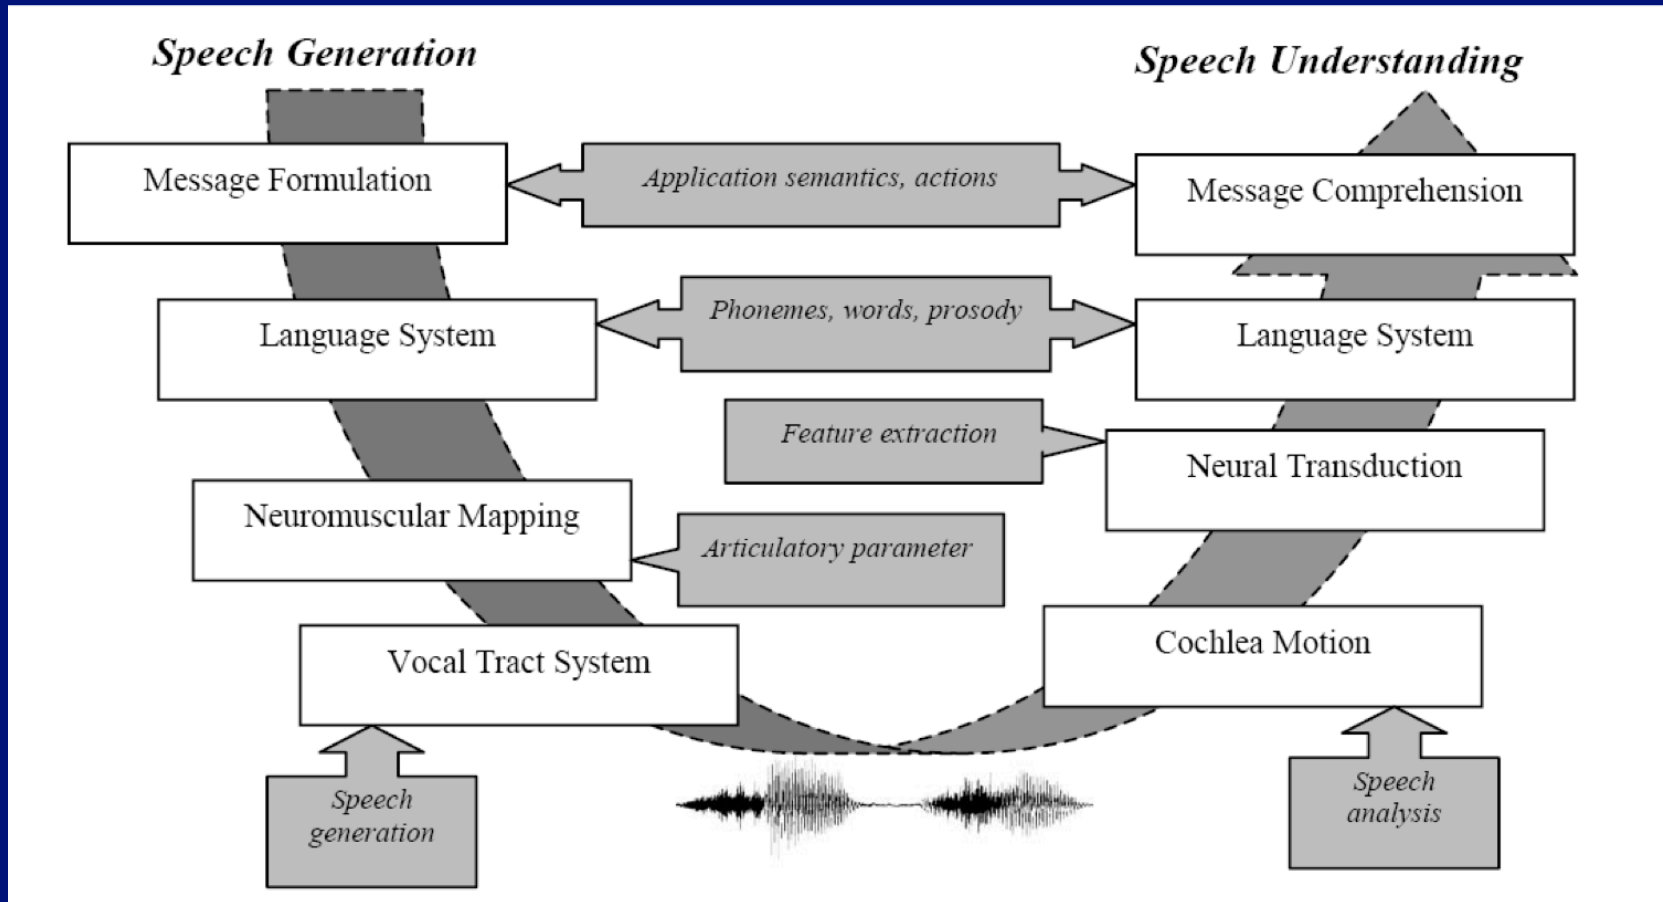 Speech Generation
Speech Understanding
Message Formulation
Application semantics, actions
Message Comprehension
Language System
Phonemes, words, prosody
Language System
Feature extraction
Neural Transduction
Neuromuscular Mapping
Articulatory parameter
Vocal Tract System
Cochlea Motion
Speech
generation
Speech
analysis